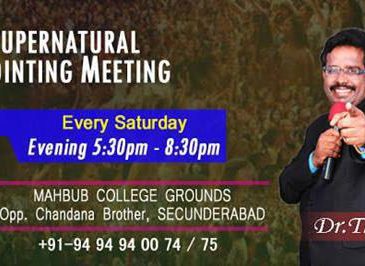 SUPERNATURAL
OINTING MEETING
Every Saturday
Evening 5:30pm - 8:30pm
MAHBUB COLLEGE GROUNDS
Opp. Chandana Brother, SECUNDERABAD
+91-94 94 94 00 74 / 75
Dr.T